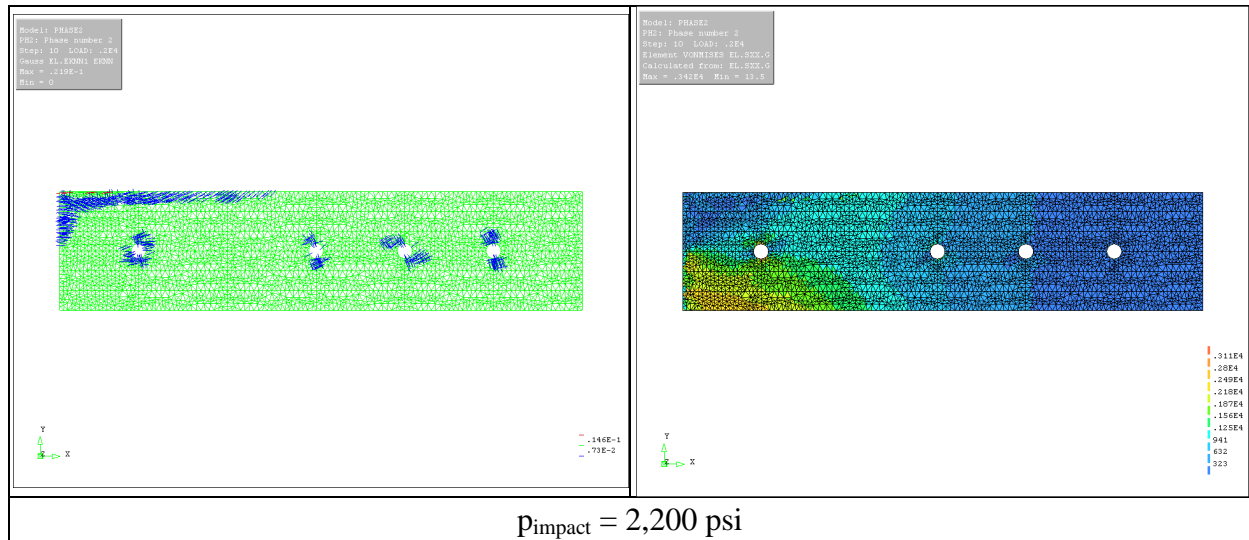 Model: PHASE2
PH2: Phase number 2
Step: 10 LOAD: .2E4
Gauss EL.EKNN1 EKNN
Max = .219E-1
Min = 0
Y
Z X
.146E-1
.73E-2
Model: PHASE2
PH2: Phase number 2
Step: 10 LOAD: .2E4
Element VONMISES EL.SXX.G
Calculated from: EL.SXX.G
Max = .342E4 Min = 13.5
Y
Z X
.311E4
.28E4
.249E4
.218E4
.187E4
.156E4
.125E4
941
632
323
pimpact = 2,200 psi